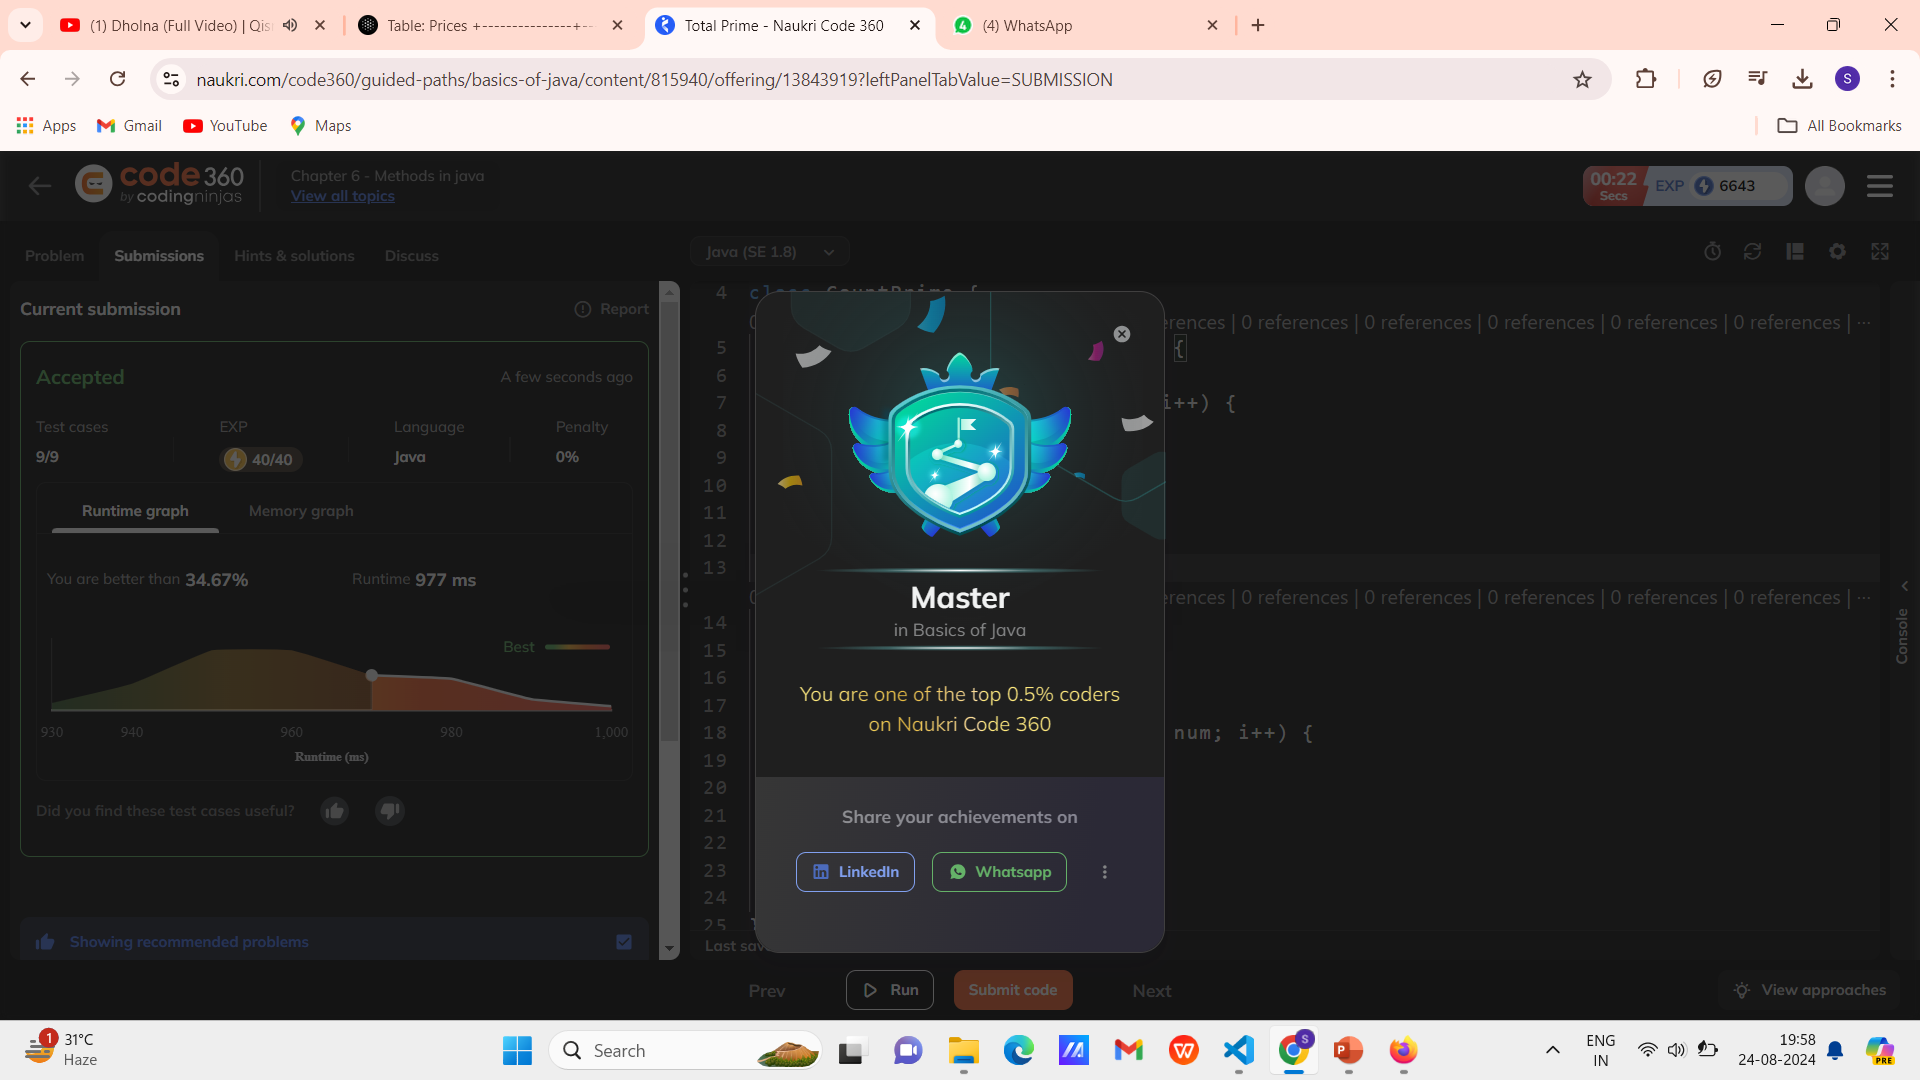 (1) Dholna (Full Video) | Qis
Table: Prices +---------------+--
Total Prime - Naukri Code 360
(4) WhatsApp
naukri.com/code360/guided-paths/basics-of-java/content/815940/offering/13843919?leftPanelTabValue=SUBMISSION
S
Apps
Gmail
YouTube
Maps
All Bookmarks
code360
by codingninjas
Chapter 6 - Methods in java
View all topics
00:22
Secs
EXP
6643
Problem
Submissions
Hints & solutions
Discuss
Java (SE 1.8)
Current submission
Report
Accepted
A few seconds ago
Test cases
EXP
Language
Penalty
9/9
40/40
Java
0%
Runtime graph
Memory graph
You are better than 34.67%
Runtime 977 ms
Best
930
940
960
980
1,000
Runtime (ms)
Did you find these test cases useful?
Showing recommended problems
4 class CountPrime {
erences | 0 references | 0 references | 0 references | 0 references | 0 references | ...
5 {
6
7 i++) {
8
9
10
11
12
13
erences | 0 references | 0 references | 0 references | 0 references | 0 references | ...
14
15
16
17
18 num; i++) {
19
20
21
22
23
24
25
Last sav
Console
Master
in Basics of Java
You are one of the top 0.5% coders
on Naukri Code 360
Share your achievements on
LinkedIn
Whatsapp
Prev
Run
Submit code
Next
View approaches
1
31°C
Haze
Search
S
ENG
IN
19:58
24-08-2024
PRE